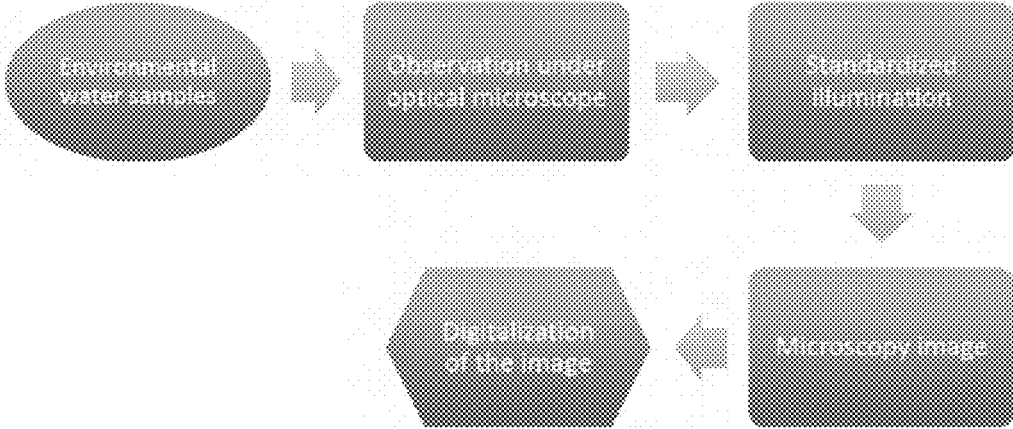 Environmental
water samples
Observation under
optical microscope
Standardized
illumination
Microscopy image
Digitalization
of the image